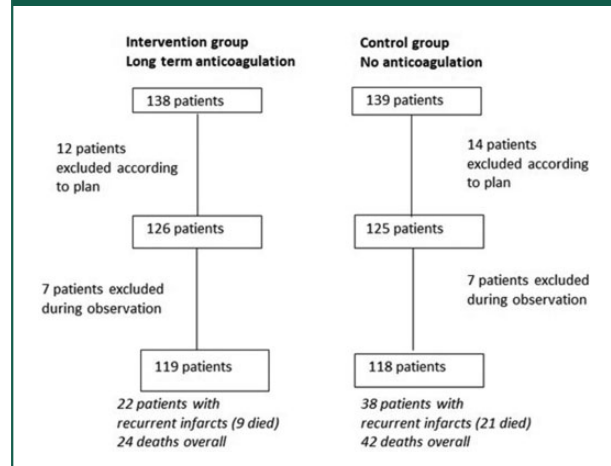 Intervention group
Long term anticoagulation
138 patients
12 patients
excluded according
to plan
126 patients
7 patients excluded
during observation
119 patients
22 patients with
recurrent infarcts (9 died)
24 deaths overall
Control group
No anticoagulation
139 patients
14 patients
excluded according
to plan
125 patients
7 patients excluded
during observation
118 patients
38 patients with
recurrent infarcts (21 died)
42 deaths overall